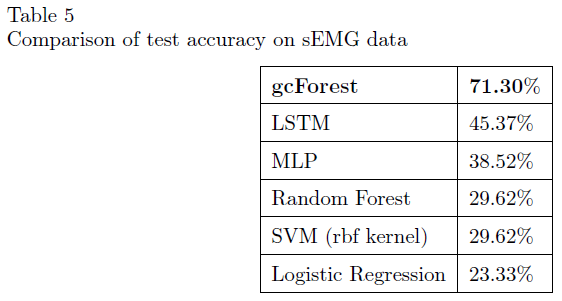 Table 5
Comparison of test accuracy on sEMG data
gcForest 71.30%
LSTM 45.37%
MLP 38.52%
Random Forest 29.62%
SVM (rbf kernel) 29.62%
Logistic Regression 23.33%